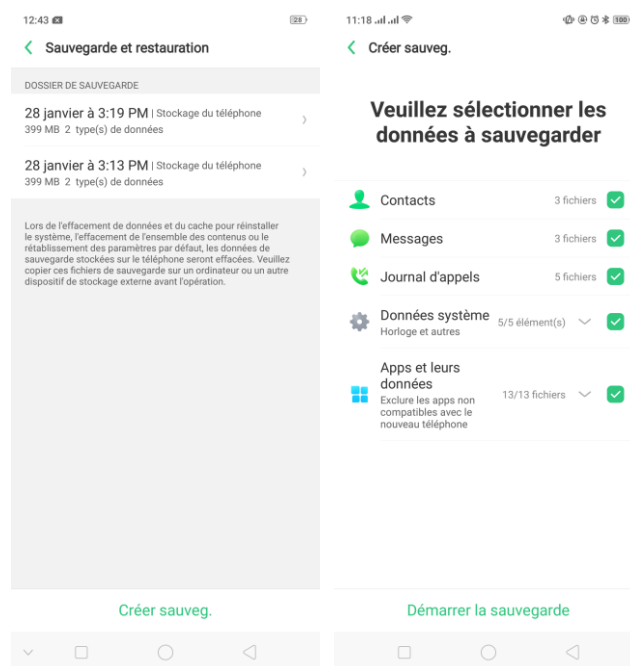 12:43
28
Sauvegarde et restauration
DOSSIER DE SAUVEGARDE
28 janvier à 3:19 PM | Stockage du téléphone
399 MB 2 type(s) de données
28 janvier à 3:13 PM | Stockage du téléphone
399 MB 2 type(s) de données
Lors de l'effacement de données et du cache pour réinstaller
le système, l'effacement de l'ensemble des contenus ou le
rétablissement des paramètres par défaut, les données de
sauvegarde stockées sur le téléphone seront effacées. Veuillez
copier ces fichiers de sauvegarde sur un ordinateur ou un autre
dispositif de stockage externe avant l'opération.
Créer sauveg.
11:18
100
Créer sauveg.
Veuillez sélectionner les
données à sauvegarder
Contacts 3 fichiers
Messages 3 fichiers
Journal d'appels 5 fichiers
Données système 5/5 élément(s)
Horloge et autres
Apps et leurs
données
Exclure les apps non
compatibles avec le
nouveau téléphone
13/13 fichiers
Démarrer la sauvegarde